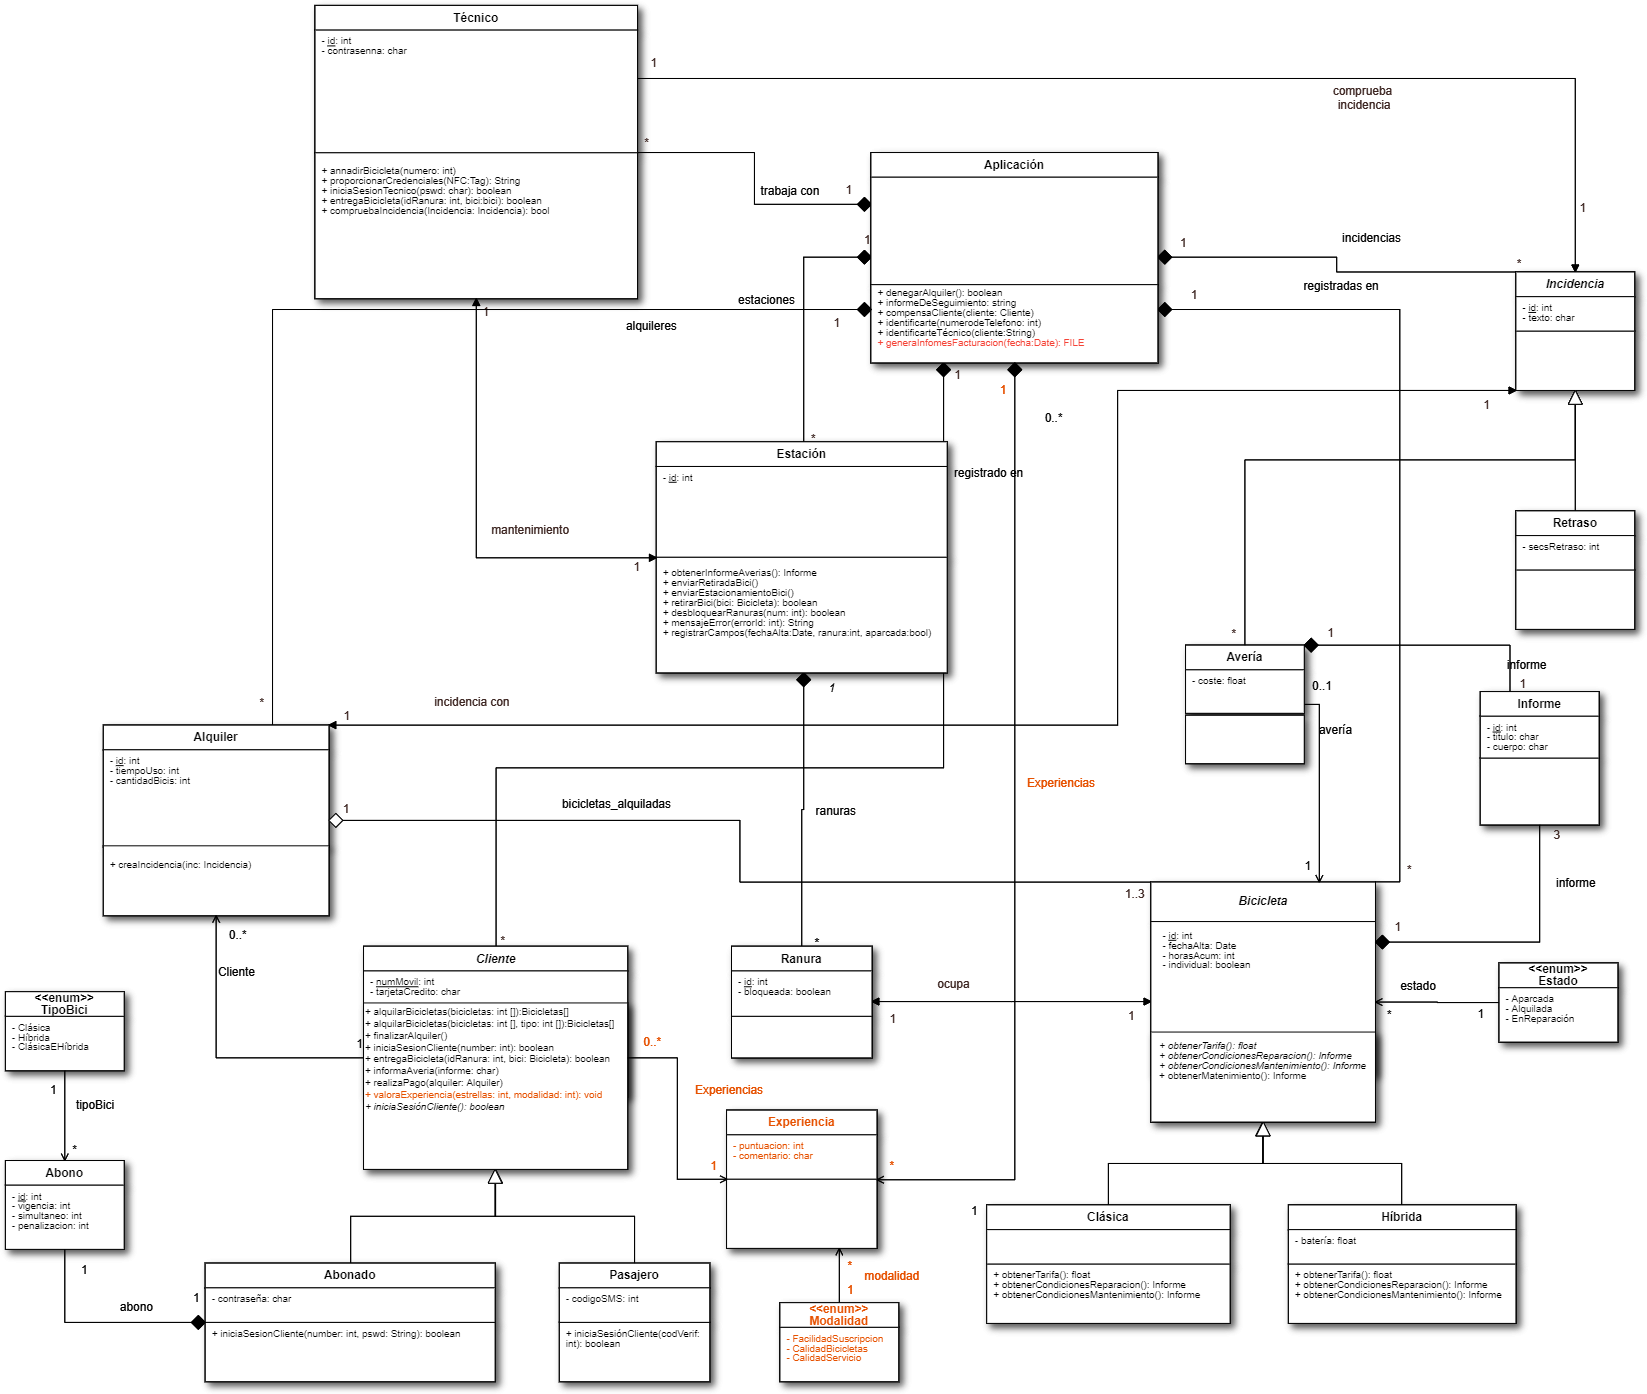 Técnico
- id: int
- contrasenna: char
+ annadirBicicleta(numero: int)
+ proporcionarCredenciales(NFC:Tag): String
+ iniciaSesionTecnico(pswd: char): boolean
+ entregaBicicleta(idRanura: int, bici:bici): boolean
+ compruebaIncidencia(Incidencia: Incidencia): bool
1
comprueba
incidencia
1
*
trabaja con
1
Aplicación
+ denegarAlquiler(): boolean
+ informeDeSeguimiento: string
+ compensaCliente(cliente: Cliente)
+ identificarte(numerodeTelefono: int)
+ identificarteTécnico(cliente:String)
+ generaInfomesFacturacion(fecha:Date): FILE
1
estaciones
1
alquileres
1
1
incidencias
*
1
registradas en
Incidencia
- id: int
- texto: char
1
1
1
0..*
registrado en
*
Estación
- id: int
+ obtenerInformeAverias(): Informe
+ enviarRetiradaBici()
+ enviarEstacionamientoBici()
+ retirarBici(bici: Bicicleta): boolean
+ desbloquearRanuras(num: int): boolean
+ mensajeError(errorId: int): String
+ registrarCampos(fechaAlta:Date, ranura:int, aparcada:bool)
mantenimiento
1
1
Retraso
- secsRetraso: int
*
Avería
- coste: float
1
informe
1
0..1
avería
Informe
- id: int
- titulo: char
- cuerpo: char
3
informe
*
incidencia con
1
Alquiler
- id: int
- tiempoUso: int
- cantidadBicis: int
+ creaIncidencia(inc: Incidencia)
1
bicicletas_alquiladas
ranuras
Experiencias
1
*
1..3
Bicicleta
- id: int
- fechaAlta: Date
- horasAcum: int
- individual: boolean
+ obtenerTarifa(): float
+ obtenerCondicionesReparacion(): Informe
+ obtenerCondicionesMantenimiento(): Informe
+ obtenerMatenimiento(): Informe
1
estado
*
1
<<enum>>
Estado
- Aparcada
- Alquilada
- EnReparación
0..*
Cliente
1
*
Cliente
- numMovil: int
- tarjetaCredito: char
+ alquilarBicicletas(bicicletas: int []):Bicicletas[]
+ alquilarBicicletas(bicicletas: int [], tipo: int []):Bicicletas[]
+ finalizarAlquiler()
+ iniciaSesionCliente(number: int): boolean
+ entregaBicicleta(idRanura: int, bici: Bicicleta): boolean
+ informaAveria(informe: char)
+ realizaPago(alquiler: Alquiler)
+ valoraExperiencia(estrellas: int, modalidad: int): void
+ iniciaSesiónCliente(): boolean
*
Ranura
- id: int
- bloqueada: boolean
ocupa
1
1
0..*
Experiencias
1
*
Experiencia
- puntuacion: int
- comentario: char
<<enum>>
TipoBici
- Clásica
- Híbrida
- ClásicaEHíbrida
1
tipoBici
*
Abono
- id: int
- vigencia: int
- simultaneo: int
- penalizacion: int
1
abono
1
Abonado
- contraseña: char
+ iniciaSesionCliente(number: int, pswd: String): boolean
Pasajero
- codigoSMS: int
+ iniciaSesiónCliente(codVerif:
int): boolean
*
modalidad
1
<<enum>>
Modalidad
- FacilidadSuscripcion
- CalidadBicicletas
- CalidadServicio
1
Clásica
+ obtenerTarifa(): float
+ obtenerCondicionesReparacion(): Informe
+ obtenerCondicionesMantenimiento(): Informe
Híbrida
- batería: float
+ obtenerTarifa(): float
+ obtenerCondicionesReparacion(): Informe
+ obtenerCondicionesMantenimiento(): Informe